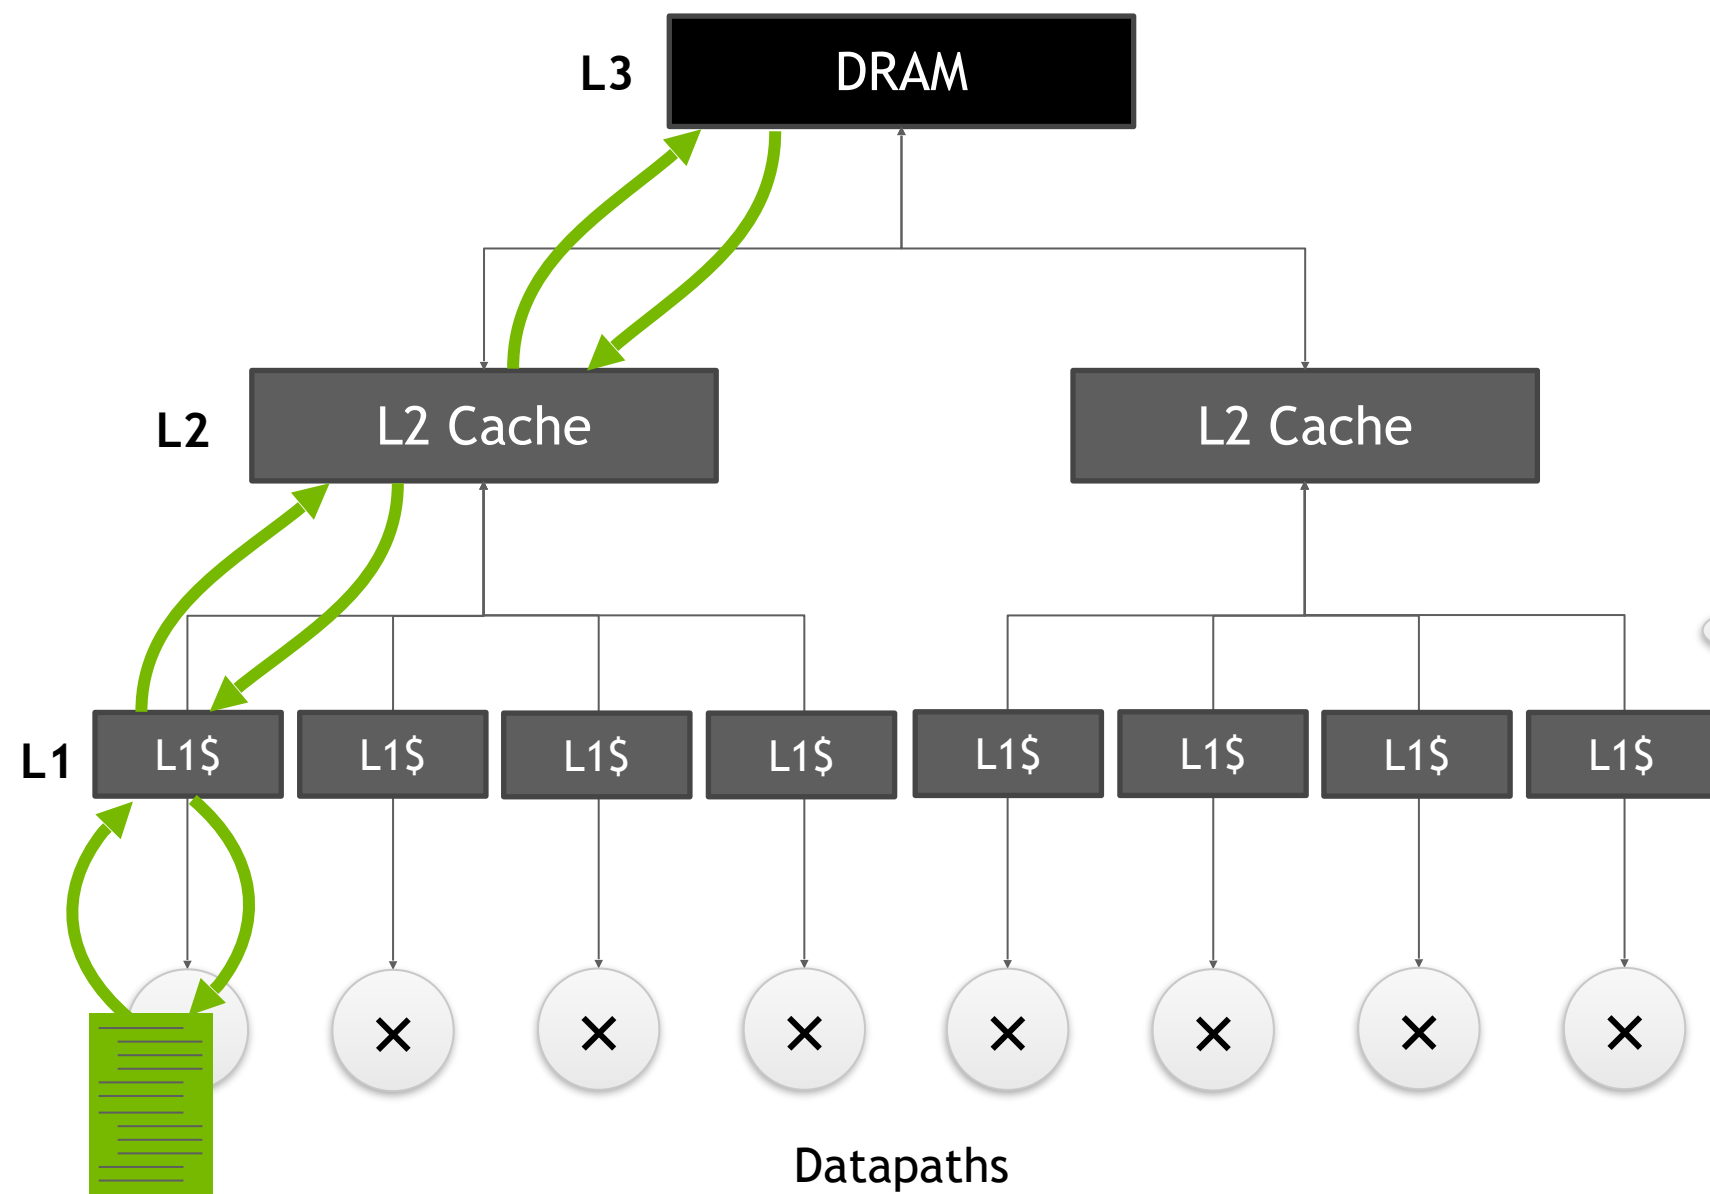 L3
DRAM
L2
L2 Cache
L2 Cache
L1
L1$
L1$
L1$
L1$
L1$
L1$
L1$
L1$
×
×
×
×
×
×
×
Datapaths